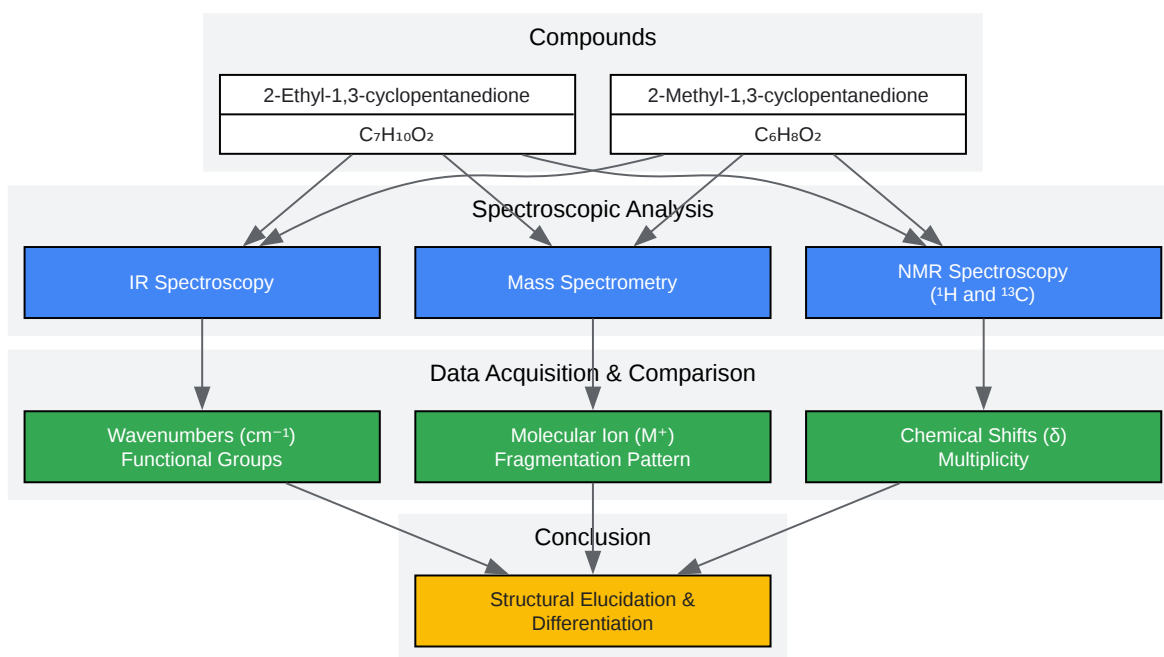 Compounds
2-Ethyl-1,3-cyclopentanedione
C₇H₁₀O₂
2-Methyl-1,3-cyclopentanedione
C₆H₈O₂
Spectroscopic Analysis
IR Spectroscopy
Mass Spectrometry
NMR Spectroscopy
(¹H and ¹³C)
Data Acquisition & Comparison
Wavenumbers (cm⁻¹)
Functional Groups
Molecular Ion (M⁺)
Fragmentation Pattern
Chemical Shifts (δ)
Multiplicity
Conclusion
Structural Elucidation &
Differentiation